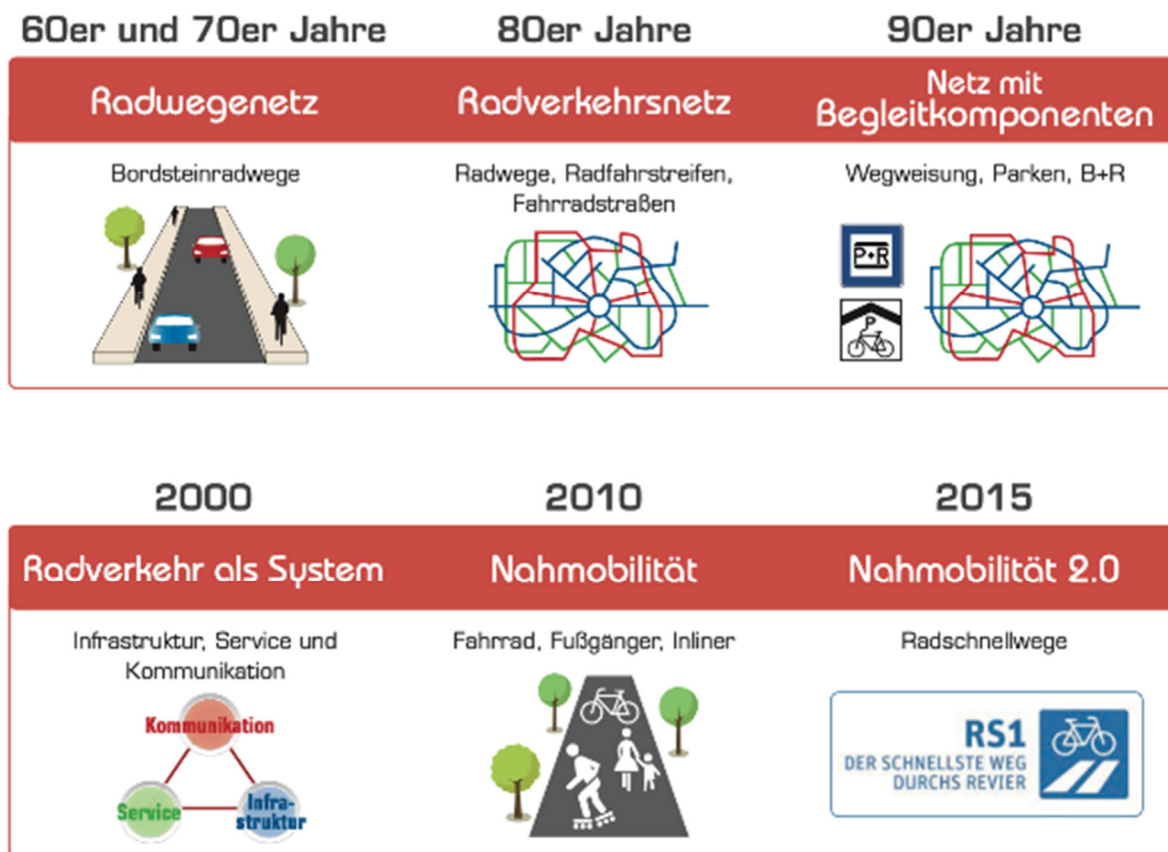 60er und 70er Jahre
Radwegenetz
Bordsteinradwege
80er Jahre
Radverkehrsnetz
Radwege, Radfahrstreifen,
Fahrradstraßen
90er Jahre
Netz mit
Begleitkomponenten
Wegweisung, Parken, B+R
P+R
P
2000
Radverkehr als System
Infrastruktur, Service und
Kommunikation
Kommunikation
Service
Infra-
struktur
2010
Nahmobilität
Fahrrad, Fußgänger, Inliner
2015
Nahmobilität 2.0
Radschnellwege
RS1
DER SCHNELLSTE WEG
DURCHS REVIER